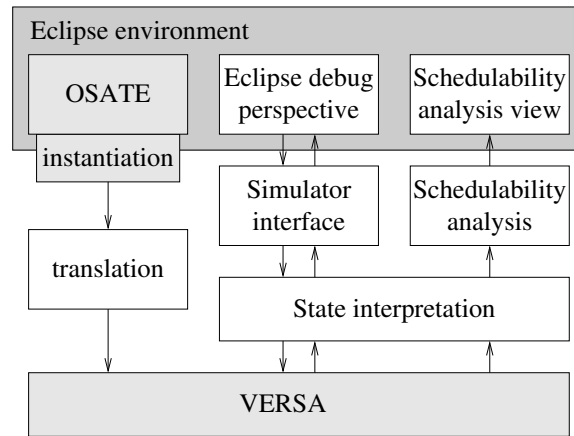 Eclipse environment
OSATE
instantiation
Eclipse debug
perspective
Schedulability
analysis view
translation
Simulator
interface
Schedulability
analysis
State interpretation
VERSA